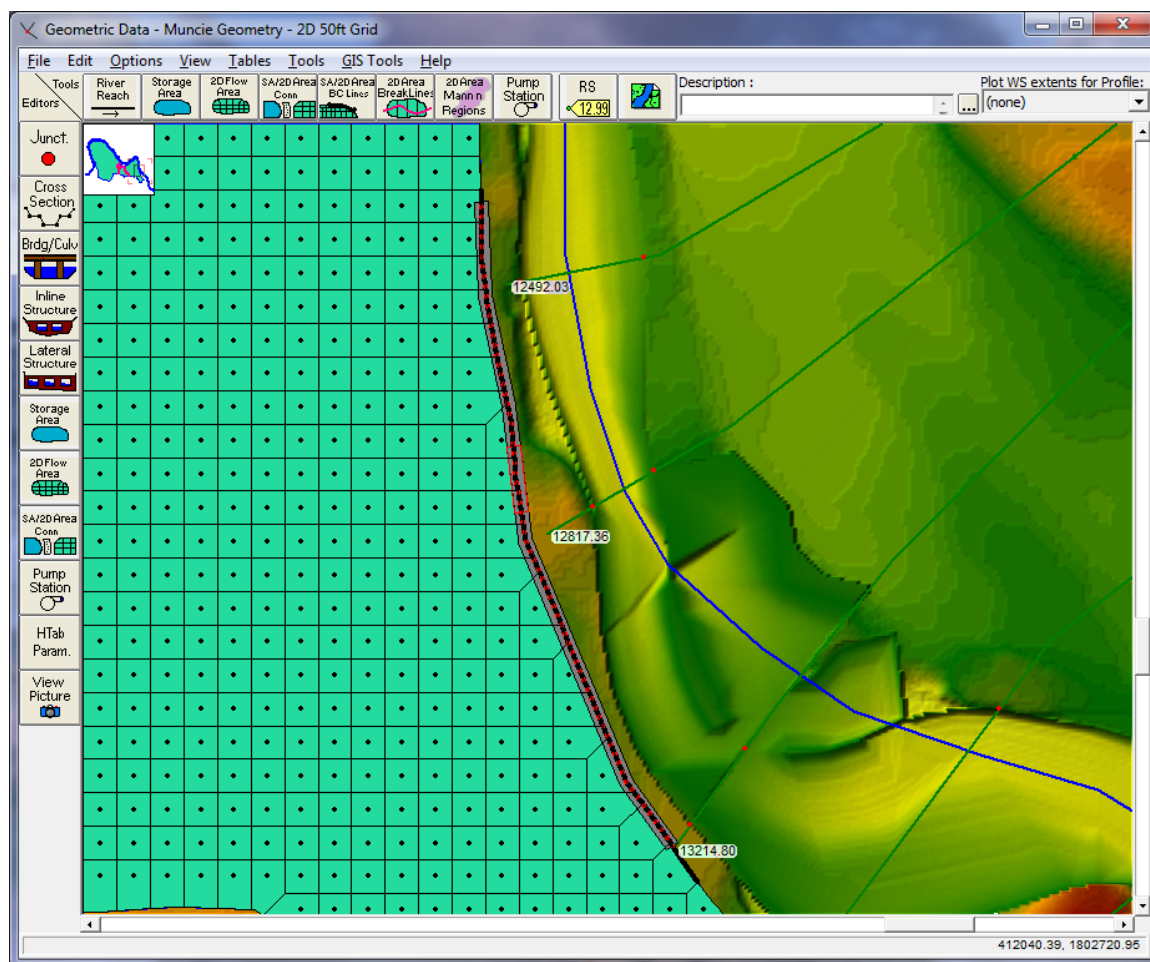 Geometric Data - Muncie Geometry - 2D 50ft Grid
File Edit Options View Tables Tools GIS Tools Help
Tools
Editors
River
Reach
Storage
Area
2D Flow
Area
SA/2D Area
Conn
SA/2D Area
BC Lines
2D Area
BreakLines
2D Area
Mann n
Regions
Pump
Station
RS
12.99
Description :
...
Plot WS extents for Profile:
(none)
Junct.
Cross
Section
Brdg/Culv
Inline
Structure
Lateral
Structure
Storage
Area
2D Flow
Area
SA/2D Area
Conn
Pump
Station
HTab
Param.
View
Picture
12492.03
12817.36
13214.80
412040.39, 1802720.95